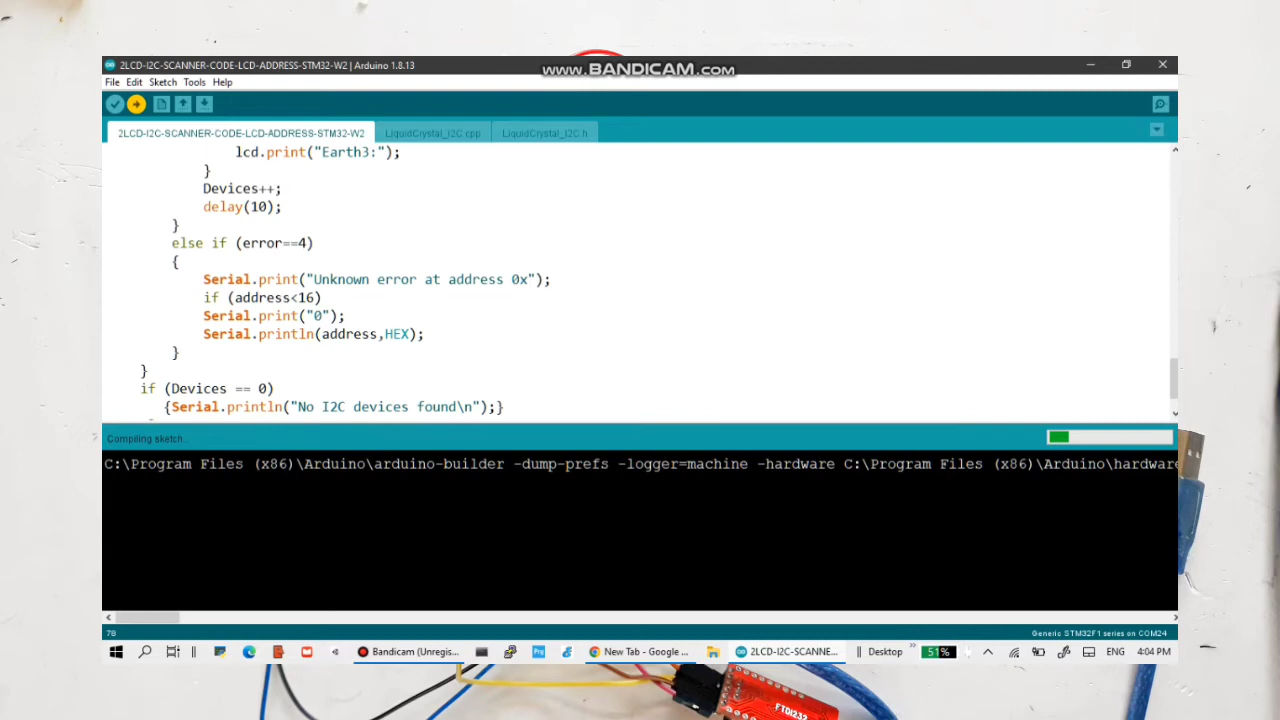 2LCD-I2C-SCANNER-CODE-LCD-ADDRESS-STM32-W2 | Arduino 1.8.13
www.BANDICAM.com
File Edit Sketch Tools Help
2LCD-I2C-SCANNER-CODE-LCD-ADDRESS-STM32-W2 LiquidCrystal_I2C.cpp LiquidCrystal_I2C.h
lcd.print("Earth3:");
}
Devices++;
delay(10);
}
else if (error==4)
{
Serial.print("Unknown error at address 0x");
if (address<16)
Serial.print("0");
Serial.println(address,HEX);
}
}
if (Devices == 0)
{Serial.println("No I2C devices found\n");}
Compiling sketch...
C:\Program Files (x86)\Arduino\arduino-builder -dump-prefs -logger=machine -hardware C:\Program Files (x86)\Arduino\hardware
78
Generic STM32F1 series on COM24
Bandicam (Unregis... New Tab - Google ... 2LCD-I2C-SCANNE... Desktop 51% ENG 4:04 PM
FTDI232